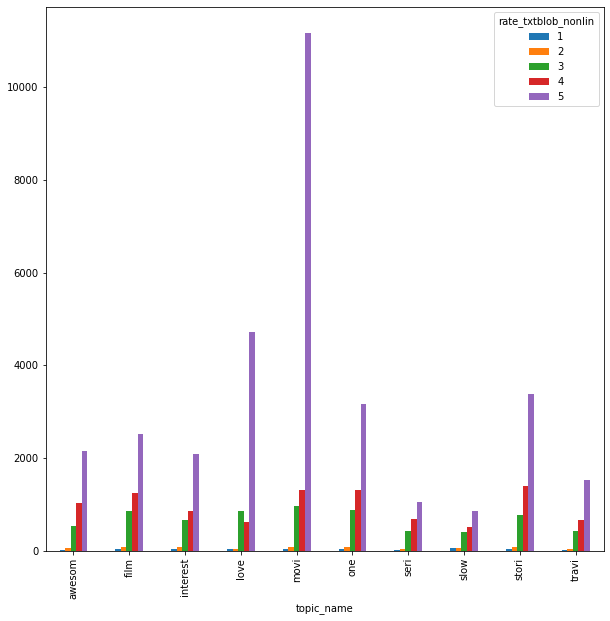 rate_txtblob_nonlin
1
2
3
4
5
10000
8000
6000
4000
2000
0
awesom
film
interest
love
movi
one
seri
slow
stori
travi
topic_name